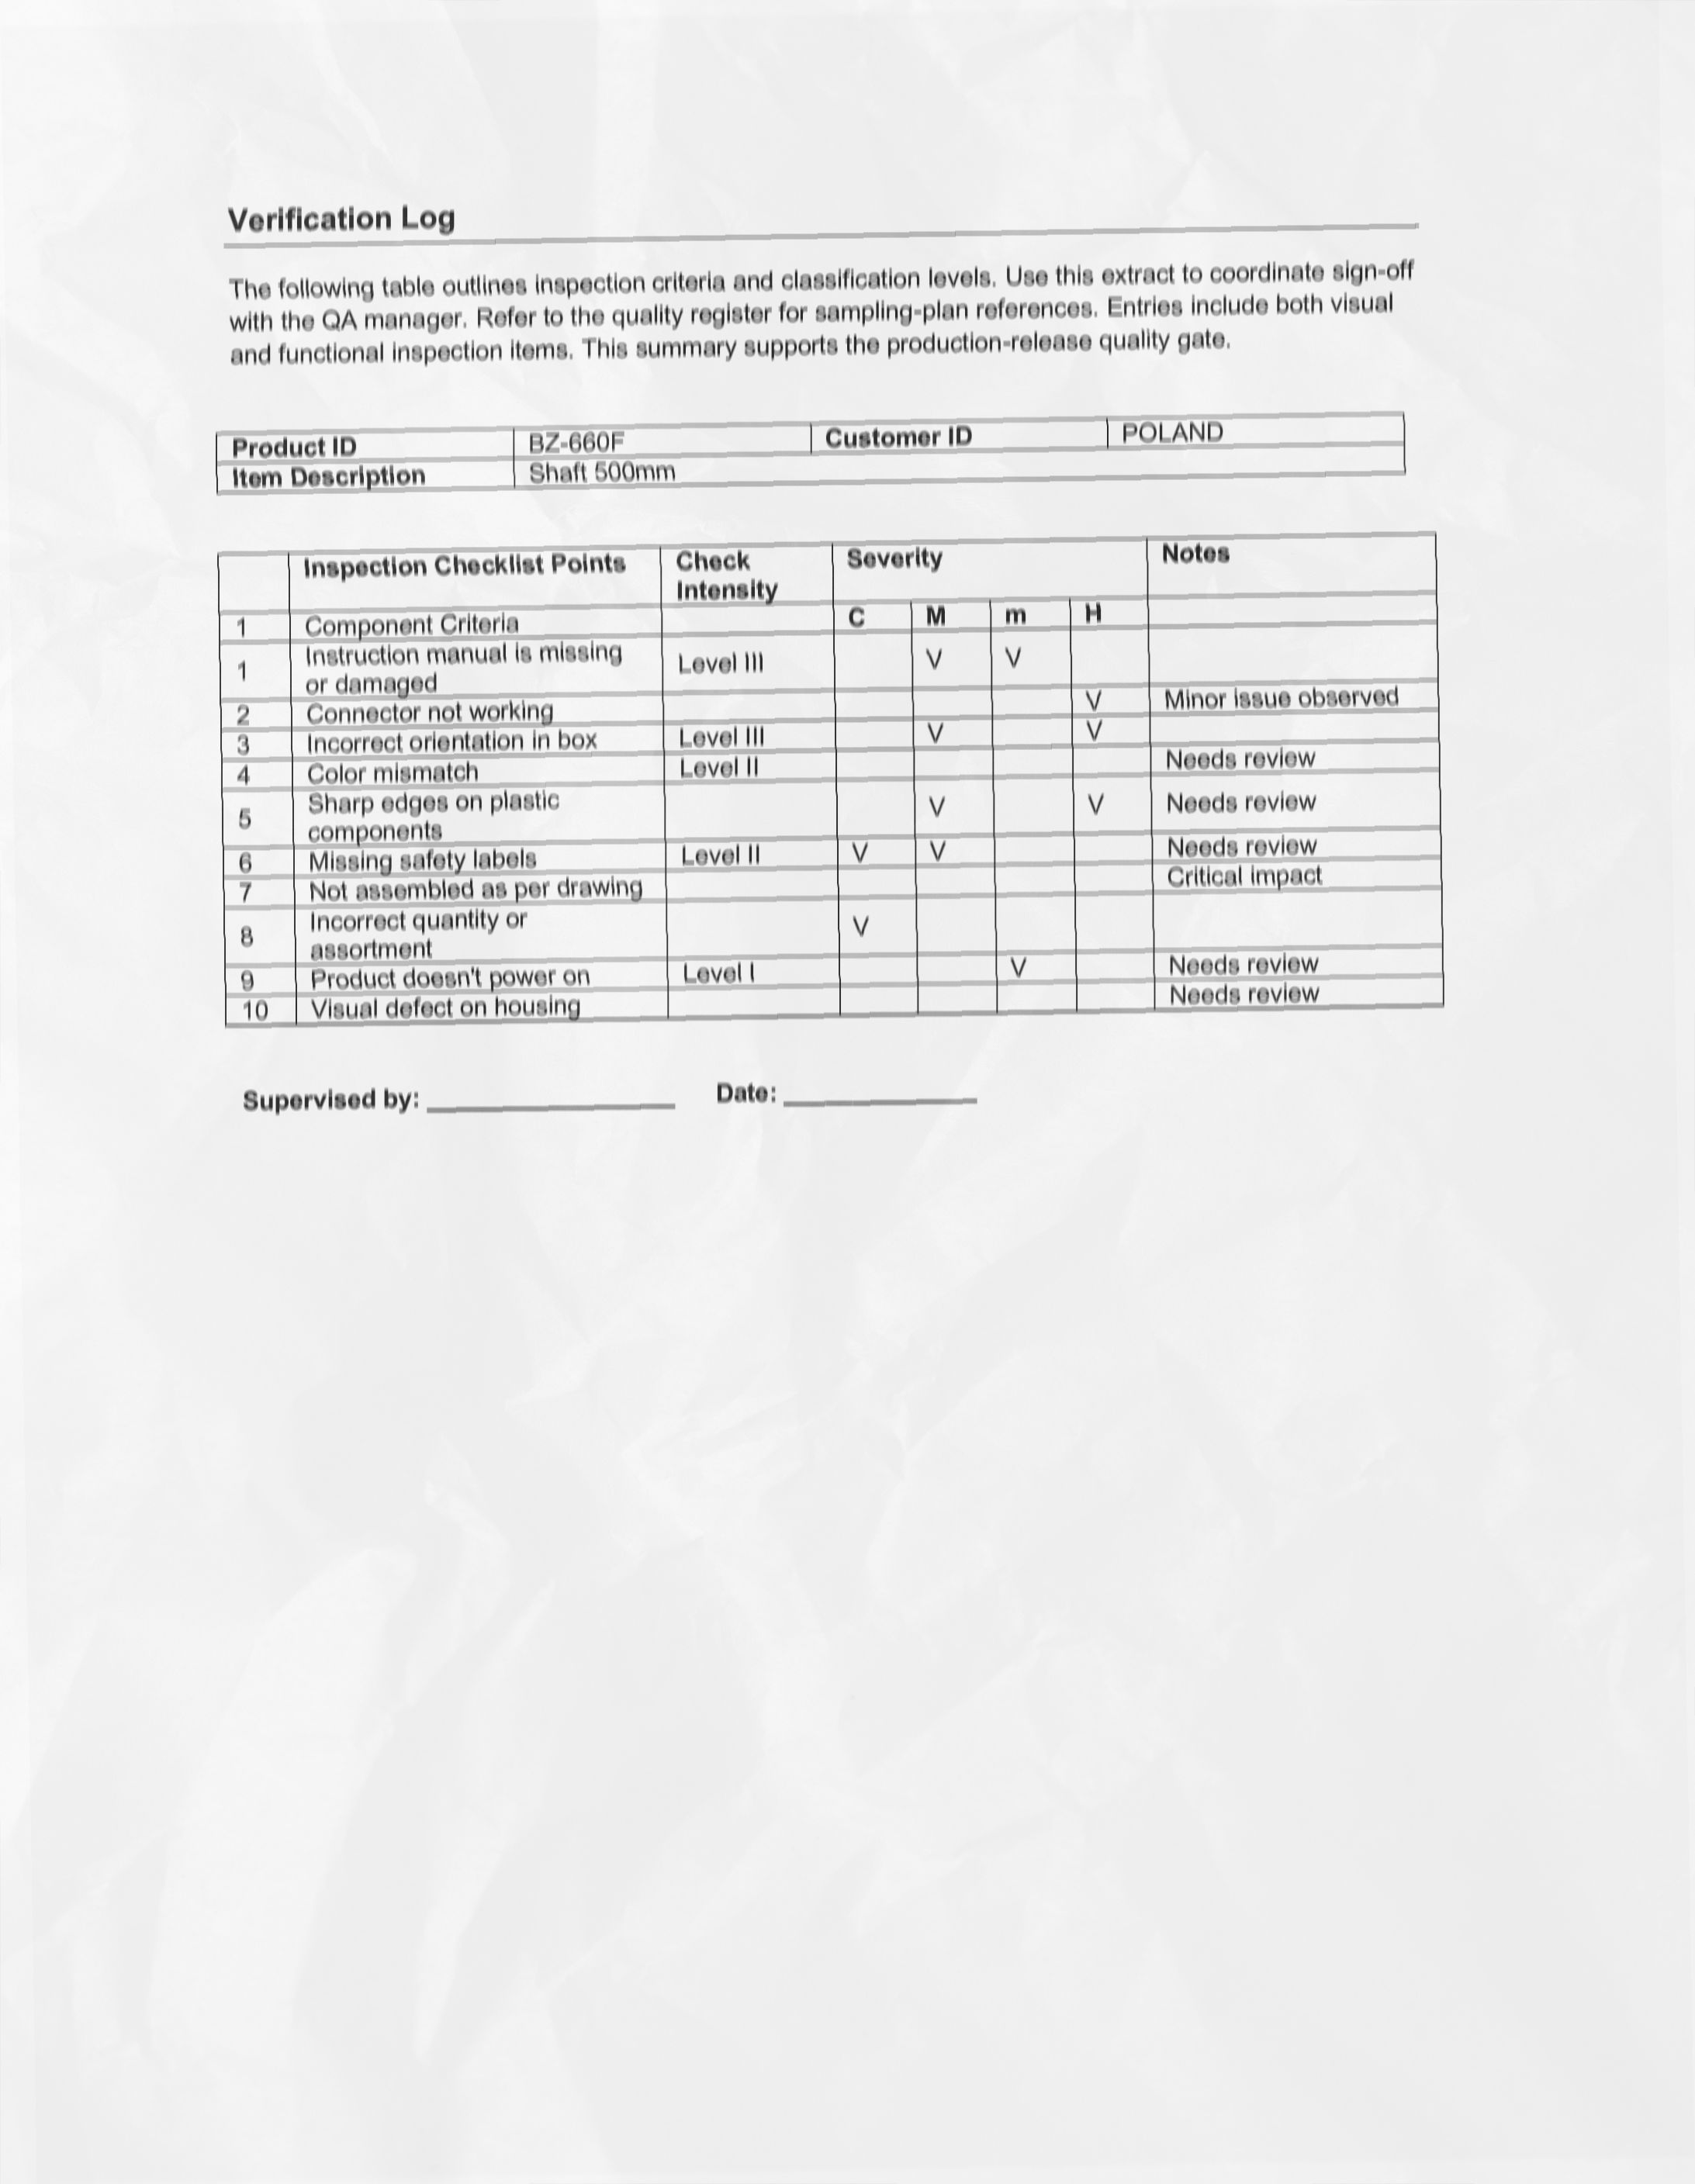 Verification Log
The following table outlines inspection criteria and classification levels. Use this extract to coordinate sign-off
with the QA manager. Refer to the quality register for sampling-plan references. Entries include both visual
and functional inspection items. This summary supports the production-release quality gate.
Product ID BZ-660F Customer ID POLAND
Item Description Shaft 500mm
Inspection Checklist Points Check Intensity Severity Notes
1 Component Criteria C M m H
1 Instruction manual is missing or damaged Level III V V
2 Connector not working V Minor issue observed
3 Incorrect orientation in box Level III V V
4 Color mismatch Level II Needs review
5 Sharp edges on plastic components V V Needs review
6 Missing safety labels Level II V V Needs review
7 Not assembled as per drawing Critical impact
8 Incorrect quantity or assortment V
9 Product doesn't power on Level I V Needs review
10 Visual defect on housing Needs review
Supervised by: Date: